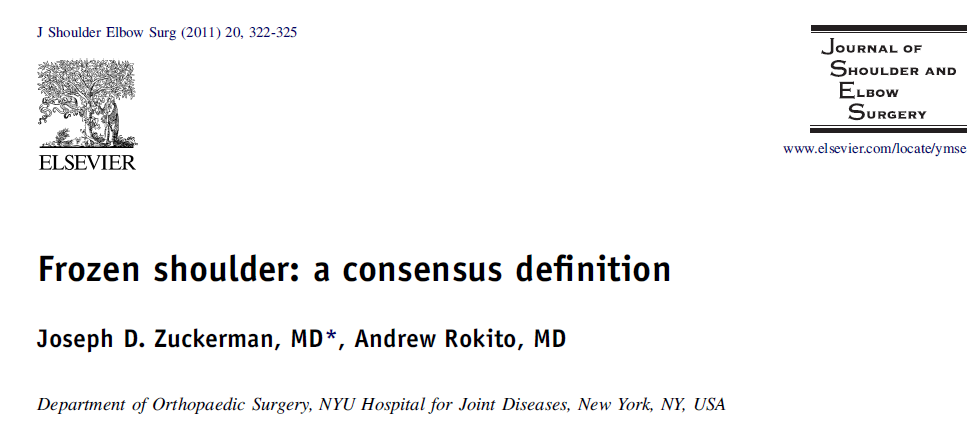 J Shoulder Elbow Surg (2011) 20, 322-325
JOURNAL OF
SHOULDER AND
ELBOW
SURGERY
ELSEVIER
www.elsevier.com/locate/ymse
Frozen shoulder: a consensus definition
Joseph D. Zuckerman, MD*, Andrew Rokito, MD
Department of Orthopaedic Surgery, NYU Hospital for Joint Diseases, New York, NY, USA